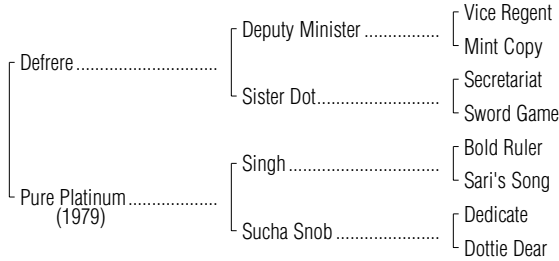 Vice Regent
Deputy Minister ..................
Mint Copy
Defrere..............................
Secretariat
Sister Dot..........................
Sword Game
Bold Ruler
Singh ................................
Sari's Song
Pure Platinum...................
(1979)
Dedicate
Sucha Snob ......................
Dottie Dear